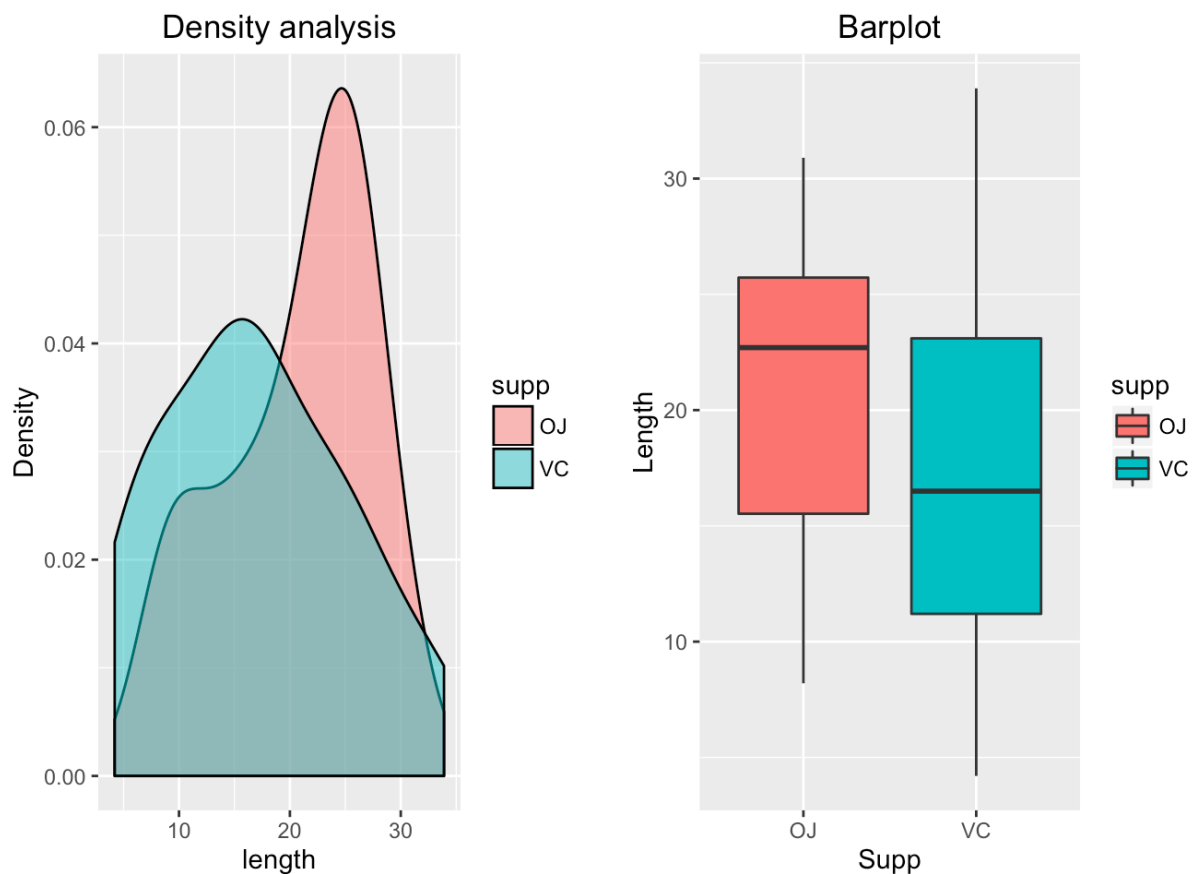 Density analysis
0.06
0.04
0.02
0.00
Density
10 20 30
length
supp
OJ
VC
Barplot
30
20
10
Length
OJ VC
Supp
supp
OJ
VC